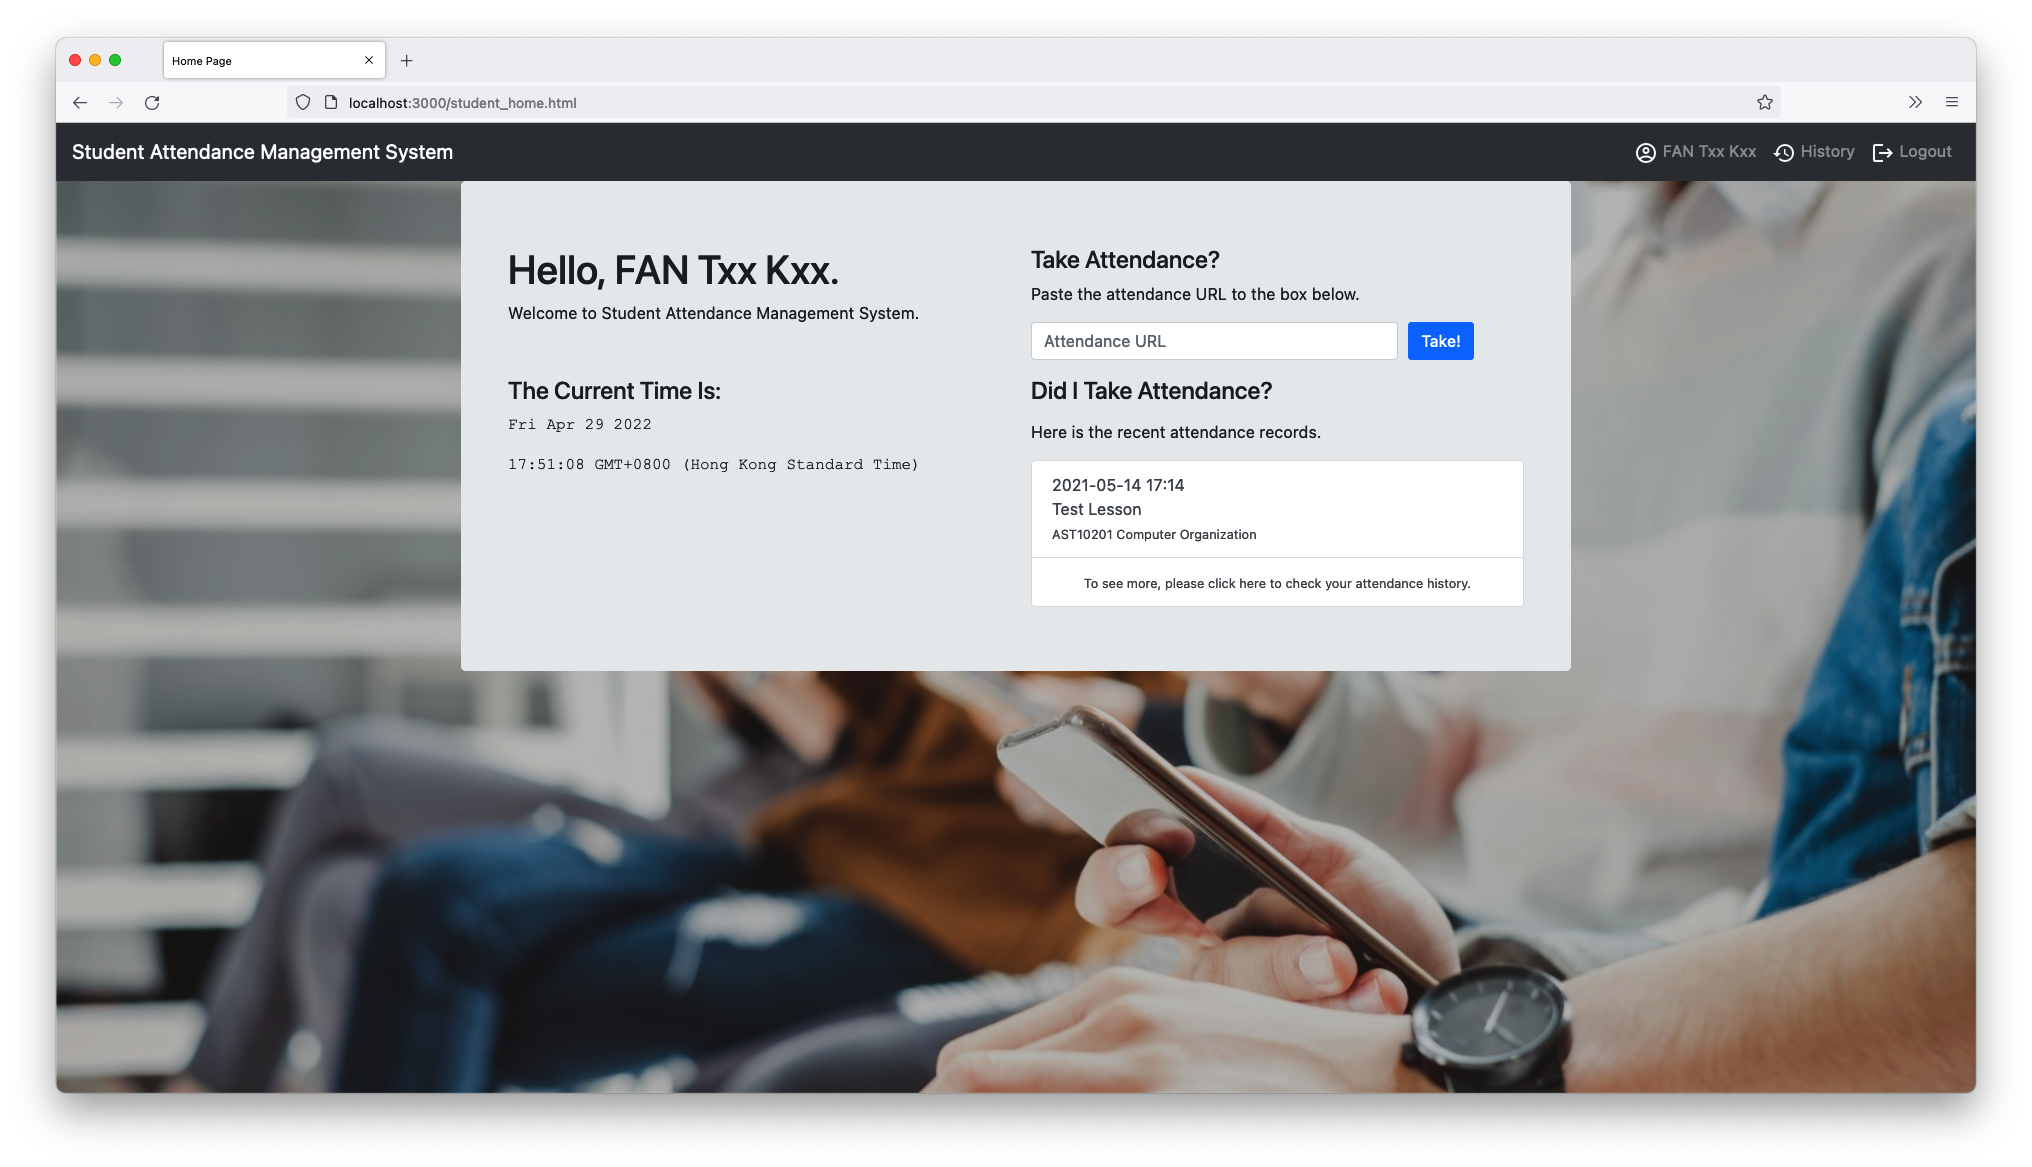 Home Page
localhost:3000/student_home.html
Student Attendance Management System
FAN Txx Kxx History Logout
Hello, FAN Txx Kxx.
Welcome to Student Attendance Management System.
The Current Time Is:
Fri Apr 29 2022
17:51:08 GMT+0800 (Hong Kong Standard Time)
Take Attendance?
Paste the attendance URL to the box below.
Attendance URL Take!
Did I Take Attendance?
Here is the recent attendance records.
2021-05-14 17:14
Test Lesson
AST10201 Computer Organization
To see more, please click here to check your attendance history.